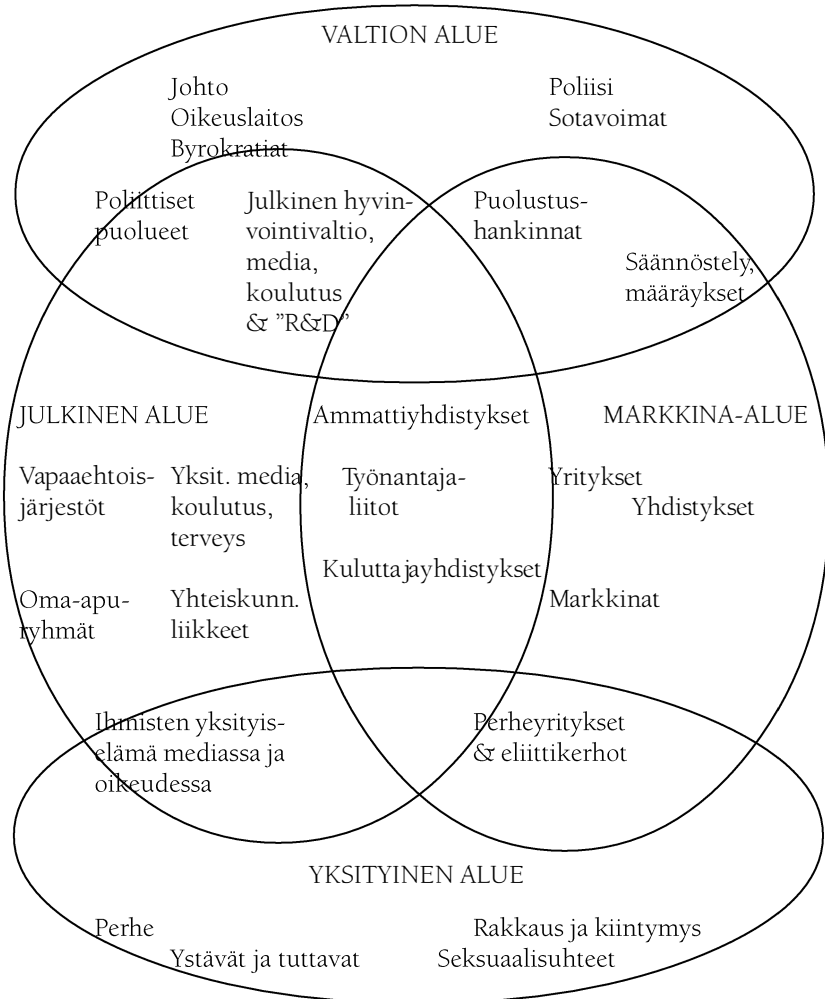 VALTION ALUE
Johto
Oikeuslaitos
Byrokratiat
Poliisi
Sotavoimat
Poliittiset
puolueet
Julkinen hyvin-
vointivaltio,
media,
koulutus
& ”R&D”
Puolustus-
hankinnat
Säännöstely,
määräykset
JULKINEN ALUE
Ammattiyhdistykset
MARKKINA-ALUE
Vapaaehtois-
järjestöt
Yksit. media,
koulutus,
terveys
Työnantaja-
liitot
Yritykset
Yhdistykset
Kuluttajayhdistykset
Oma-apu-
ryhmät
Yhteiskunn.
liikkeet
Markkinat
Ihmisten yksityis-
elämä mediassa ja
oikeudessa
Perheyritykset
& eliittikerhot
YKSITYINEN ALUE
Perhe
Ystävät ja tuttavat
Rakkaus ja kiintymys
Seksuaalisuhteet